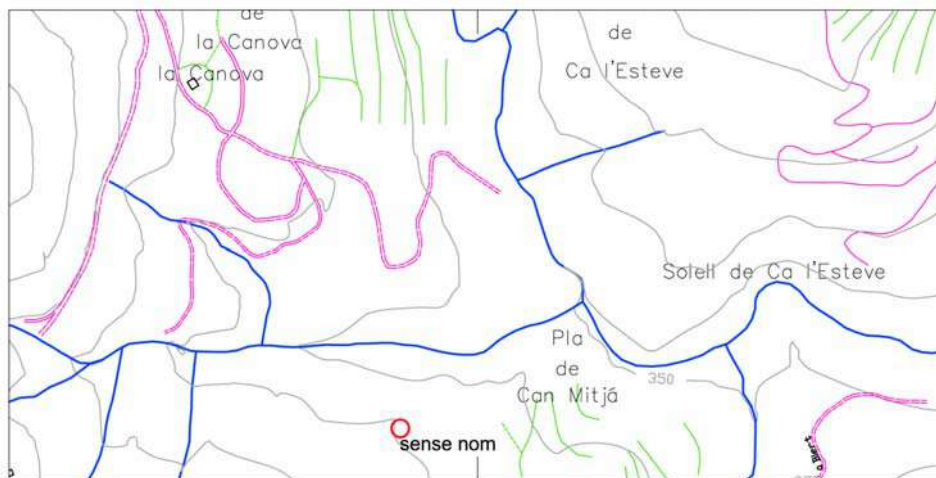 de
la Canova
la Canova
de
Ca l'Esteve
Solell de Ca l'Esteve
Pla
de
Can Mitjá
350
sense nom
a Biert